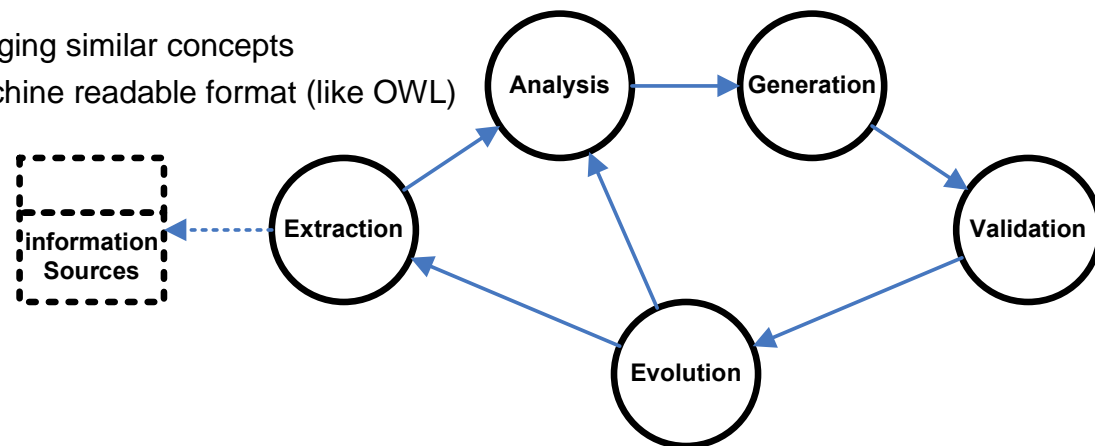 ging similar concepts
chine readable format (like OWL)
Analysis
Generation
Extraction
Validation
information
Sources
Evolution